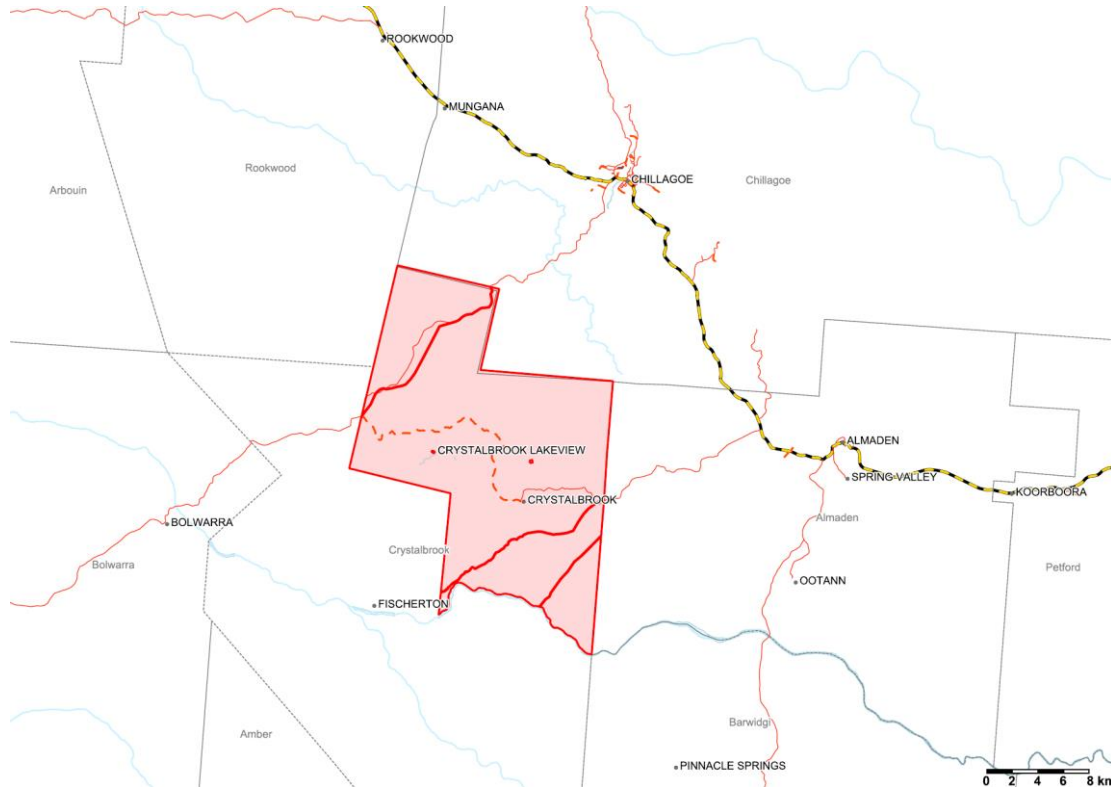 ROOKWOOD
MUNGANA
Rookwood
Arbouin
CHILLAGOE
Chillagoe
ALMADEN
CRYSTALBROOK LAKEVIEW
SPRING VALLEY
KOORBOORA
CRYSTALBROOK
BOLWARRA
Almaden
Crystalbrook
Bolwarra
Petford
OOTANN
FISCHERTON
Barwidgi
Amber
PINNACLE SPRINGS
0 2 4 6 8 km